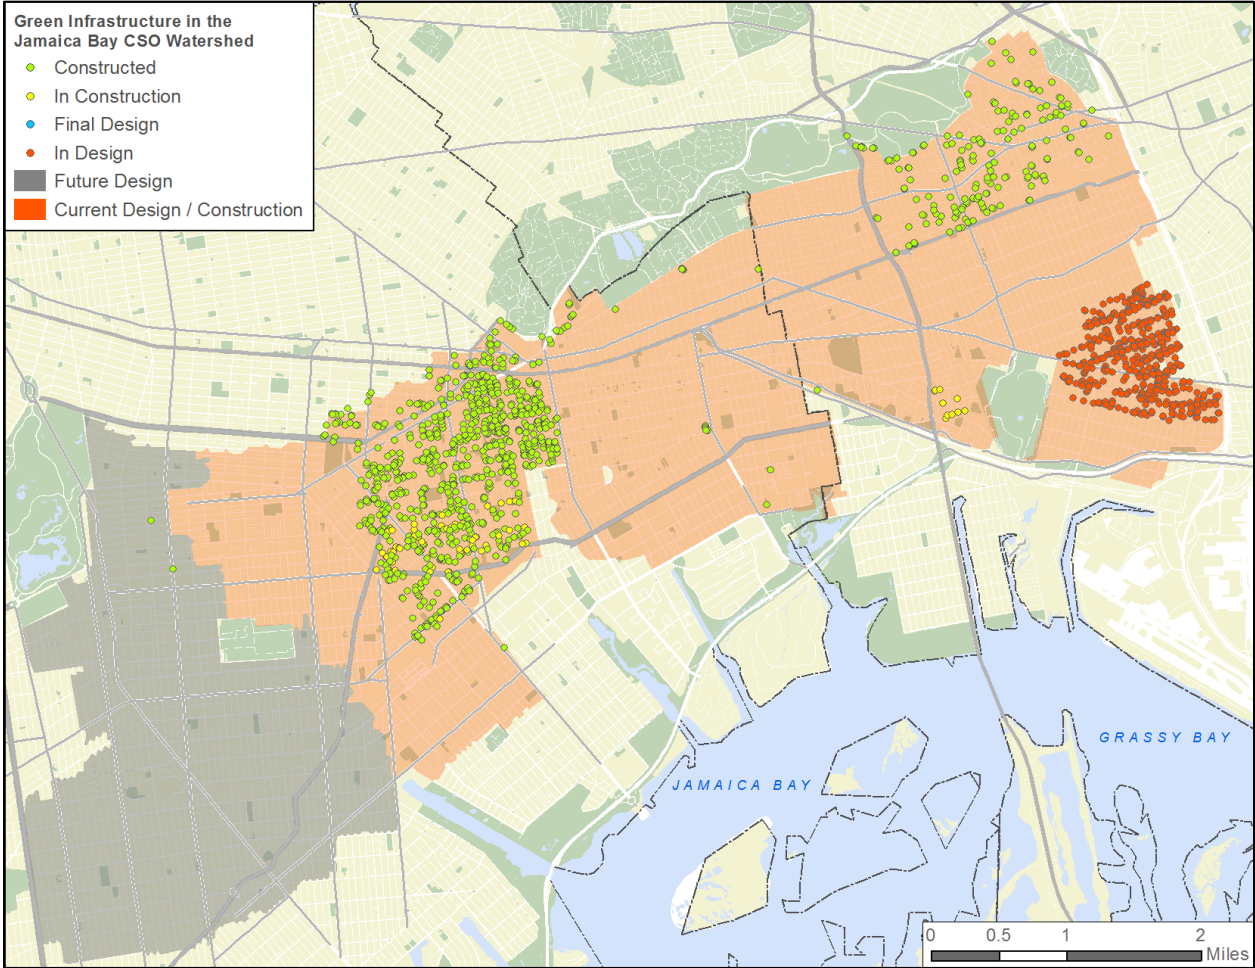 Green Infrastructure in the
Jamaica Bay CSO Watershed
Constructed
In Construction
Final Design
In Design
Future Design
Current Design / Construction
GRASSY BAY
JAMAICA BAY
0 0.5 1 2
Miles